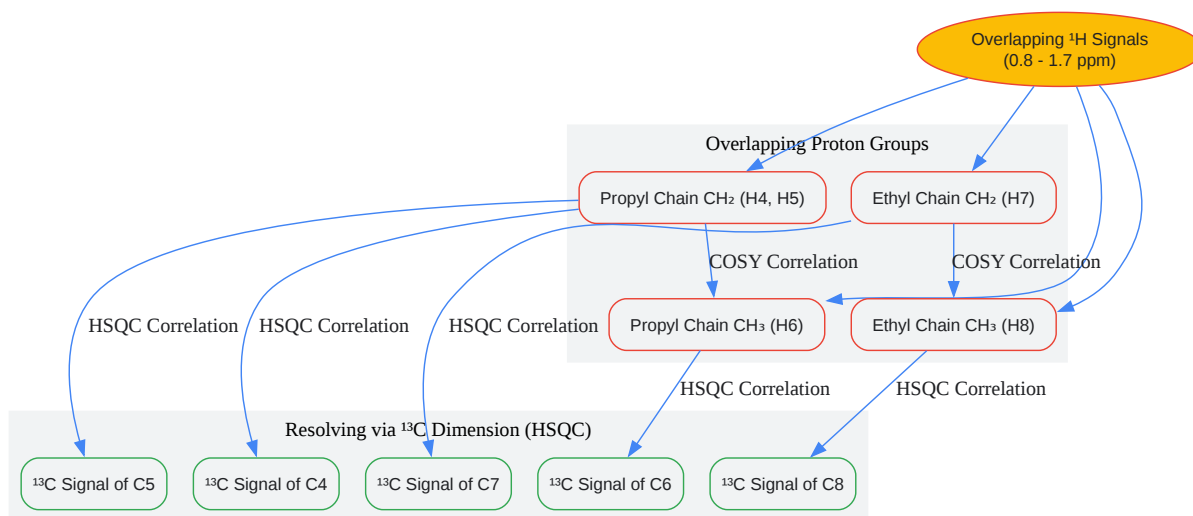 Overlapping ¹H Signals
(0.8 - 1.7 ppm)
Overlapping Proton Groups
Propyl Chain CH₂ (H4, H5)
Ethyl Chain CH₂ (H7)
COSY Correlation
COSY Correlation
HSQC Correlation
HSQC Correlation
HSQC Correlation
Propyl Chain CH₃ (H6)
Ethyl Chain CH₃ (H8)
HSQC Correlation
HSQC Correlation
Resolving via ¹³C Dimension (HSQC)
¹³C Signal of C5
¹³C Signal of C4
¹³C Signal of C7
¹³C Signal of C6
¹³C Signal of C8